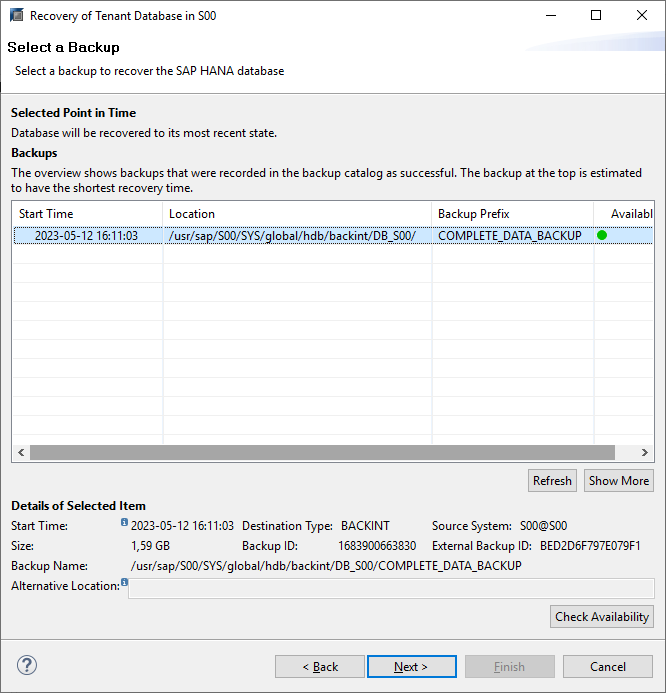 Recovery of Tenant Database in S00
Select a Backup
Select a backup to recover the SAP HANA database
Selected Point in Time
Database will be recovered to its most recent state.
Backups
The overview shows backups that were recorded in the backup catalog as successful. The backup at the top is estimated
to have the shortest recovery time.
Start Time Location Backup Prefix Availabl
2023-05-12 16:11:03 /usr/sap/S00/SYS/global/hdb/backint/DB_S00/ COMPLETE_DATA_BACKUP
Refresh Show More
Details of Selected Item
Start Time: 2023-05-12 16:11:03 Destination Type: BACKINT Source System: S00@S00
Size: 1,59 GB Backup ID: 1683900663830 External Backup ID: BED2D6F797E079F1
Backup Name: /usr/sap/S00/SYS/global/hdb/backint/DB_S00/COMPLETE_DATA_BACKUP
Alternative Location:
Check Availability
? < Back Next > Finish Cancel